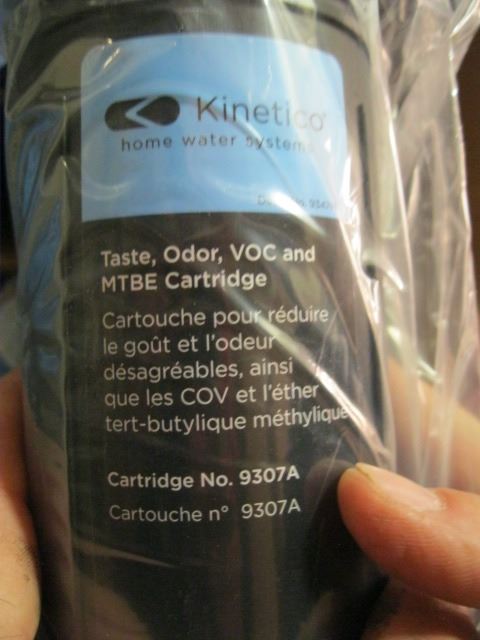 Kinetico
home water systems
Taste, Odor, VOC and
MTBE Cartridge
Cartouche pour réduire
le goût et l'odeur
désagréables, ainsi
que les COV et l'éther
tert-butylique méthylique
Cartridge No. 9307A
Cartouche n° 9307A